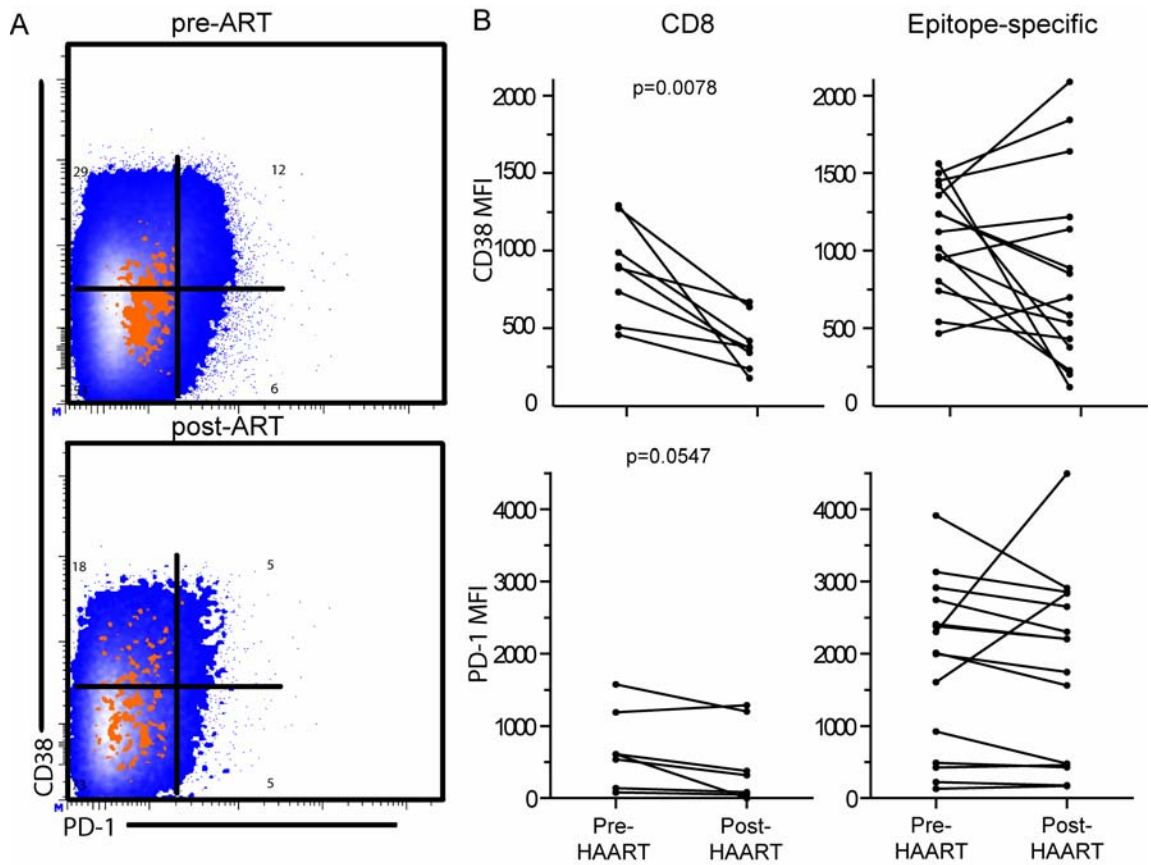 A
pre-ART
29
12
6
M
post-ART
18
5
5
M
CD38
PD-1
B
CD8
Epitope-specific
p=0.0078
CD38 MFI
2000
1500
1000
500
0
2000
1500
1000
500
0
p=0.0547
PD-1 MFI
4000
3000
2000
1000
0
4000
3000
2000
1000
0
Pre-
HAART
Post-
HAART
Pre-
HAART
Post-
HAART